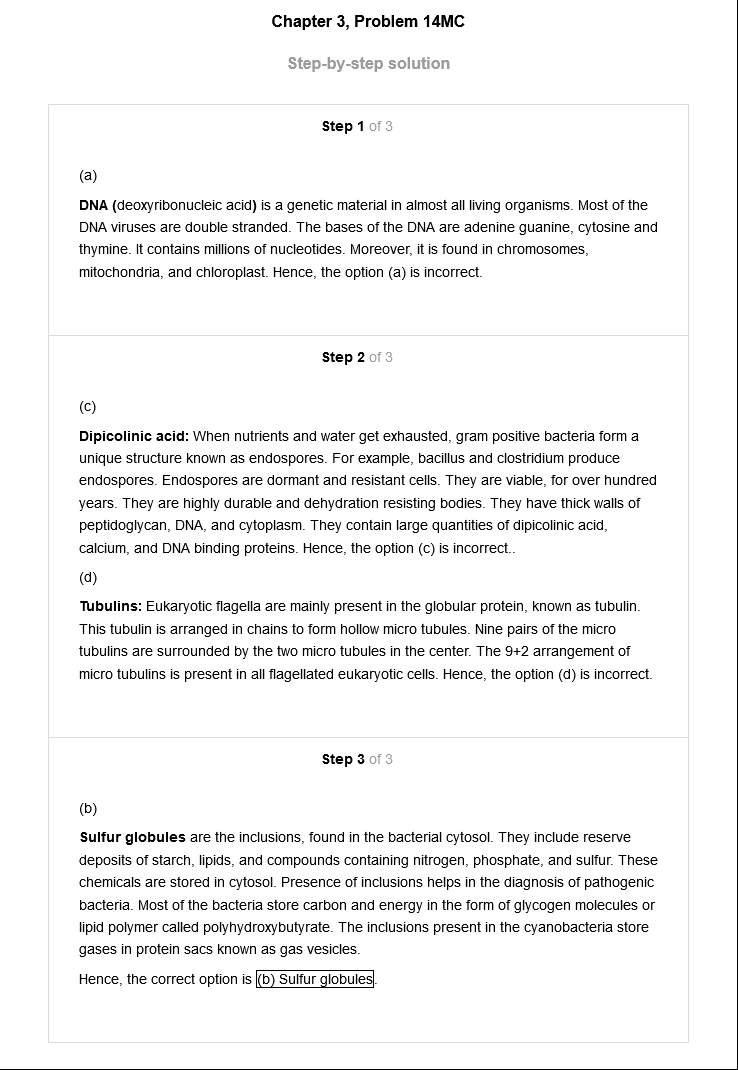 Chapter 3, Problem 14MC
Step-by-step solution
Step 1 of 3
(a)
DNA (deoxyribonucleic acid) is a genetic material in almost all living organisms. Most of the
DNA viruses are double stranded. The bases of the DNA are adenine guanine, cytosine and
thymine. It contains millions of nucleotides. Moreover, it is found in chromosomes,
mitochondria, and chloroplast. Hence, the option (a) is incorrect.
Step 2 of 3
(c)
Dipicolinic acid: When nutrients and water get exhausted, gram positive bacteria form a
unique structure known as endospores. For example, bacillus and clostridium produce
endospores. Endospores are dormant and resistant cells. They are viable, for over hundred
years. They are highly durable and dehydration resisting bodies. They have thick walls of
peptidoglycan, DNA, and cytoplasm. They contain large quantities of dipicolinic acid,
calcium, and DNA binding proteins. Hence, the option (c) is incorrect..
(d)
Tubulins: Eukaryotic flagella are mainly present in the globular protein, known as tubulin.
This tubulin is arranged in chains to form hollow micro tubules. Nine pairs of the micro
tubulins are surrounded by the two micro tubules in the center. The 9+2 arrangement of
micro tubulins is present in all flagellated eukaryotic cells. Hence, the option (d) is incorrect.
Step 3 of 3
(b)
Sulfur globules are the inclusions, found in the bacterial cytosol. They include reserve
deposits of starch, lipids, and compounds containing nitrogen, phosphate, and sulfur. These
chemicals are stored in cytosol. Presence of inclusions helps in the diagnosis of pathogenic
bacteria. Most of the bacteria store carbon and energy in the form of glycogen molecules or
lipid polymer called polyhydroxybutyrate. The inclusions present in the cyanobacteria store
gases in protein sacs known as gas vesicles.
Hence, the correct option is (b) Sulfur globules.